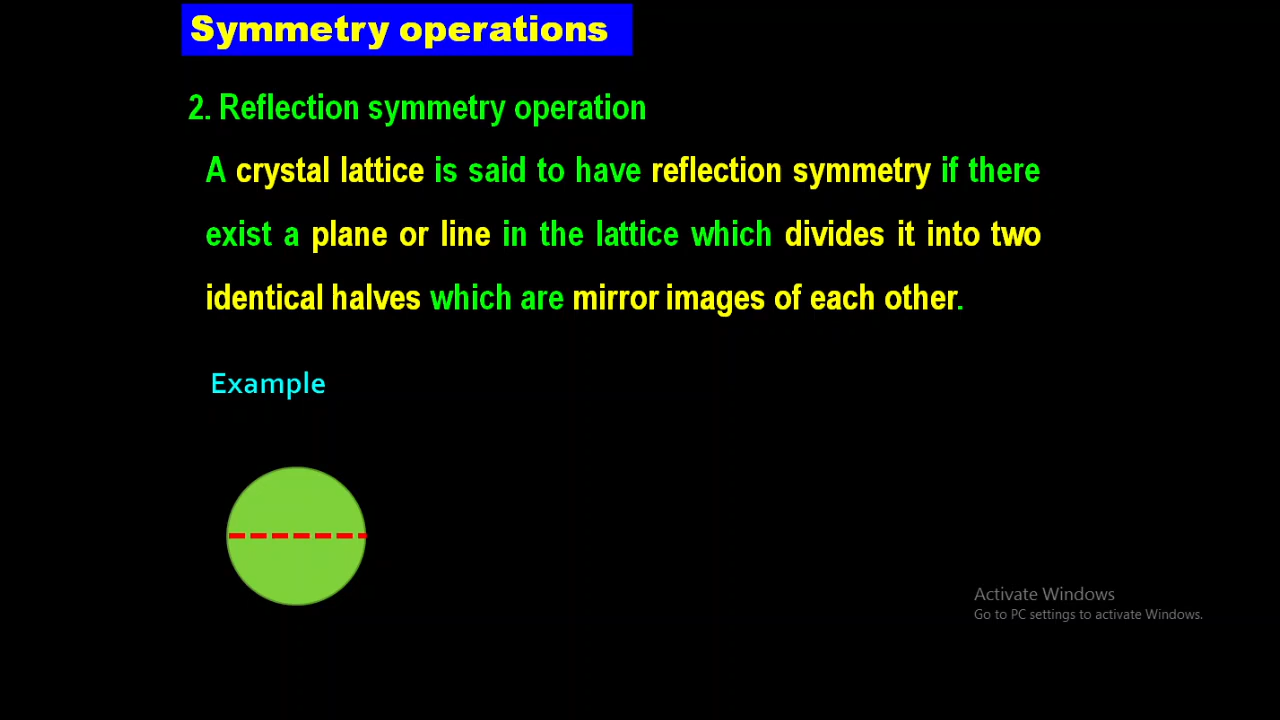 Symmetry operations
2. Reflection symmetry operation
A crystal lattice is said to have reflection symmetry if there
exist a plane or line in the lattice which divides it into two
identical halves which are mirror images of each other.
Example
Activate Windows
Go to PC settings to activate Windows.